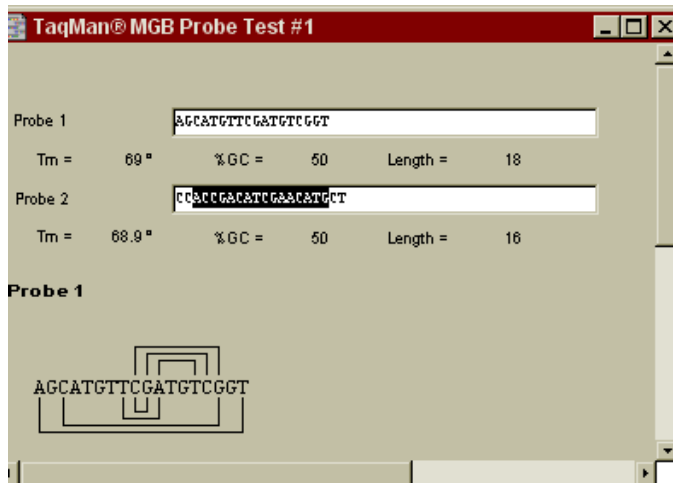 TaqMan® MGB Probe Test #1
Probe 1 AGCATGTTCGATGTCGGT
Tm = 69° %GC = 50 Length = 18
Probe 2 CCACCGACATCGAACATGCT
Tm = 68.9° %GC = 50 Length = 16
Probe 1
AGCATGTTCGATGTCGGT